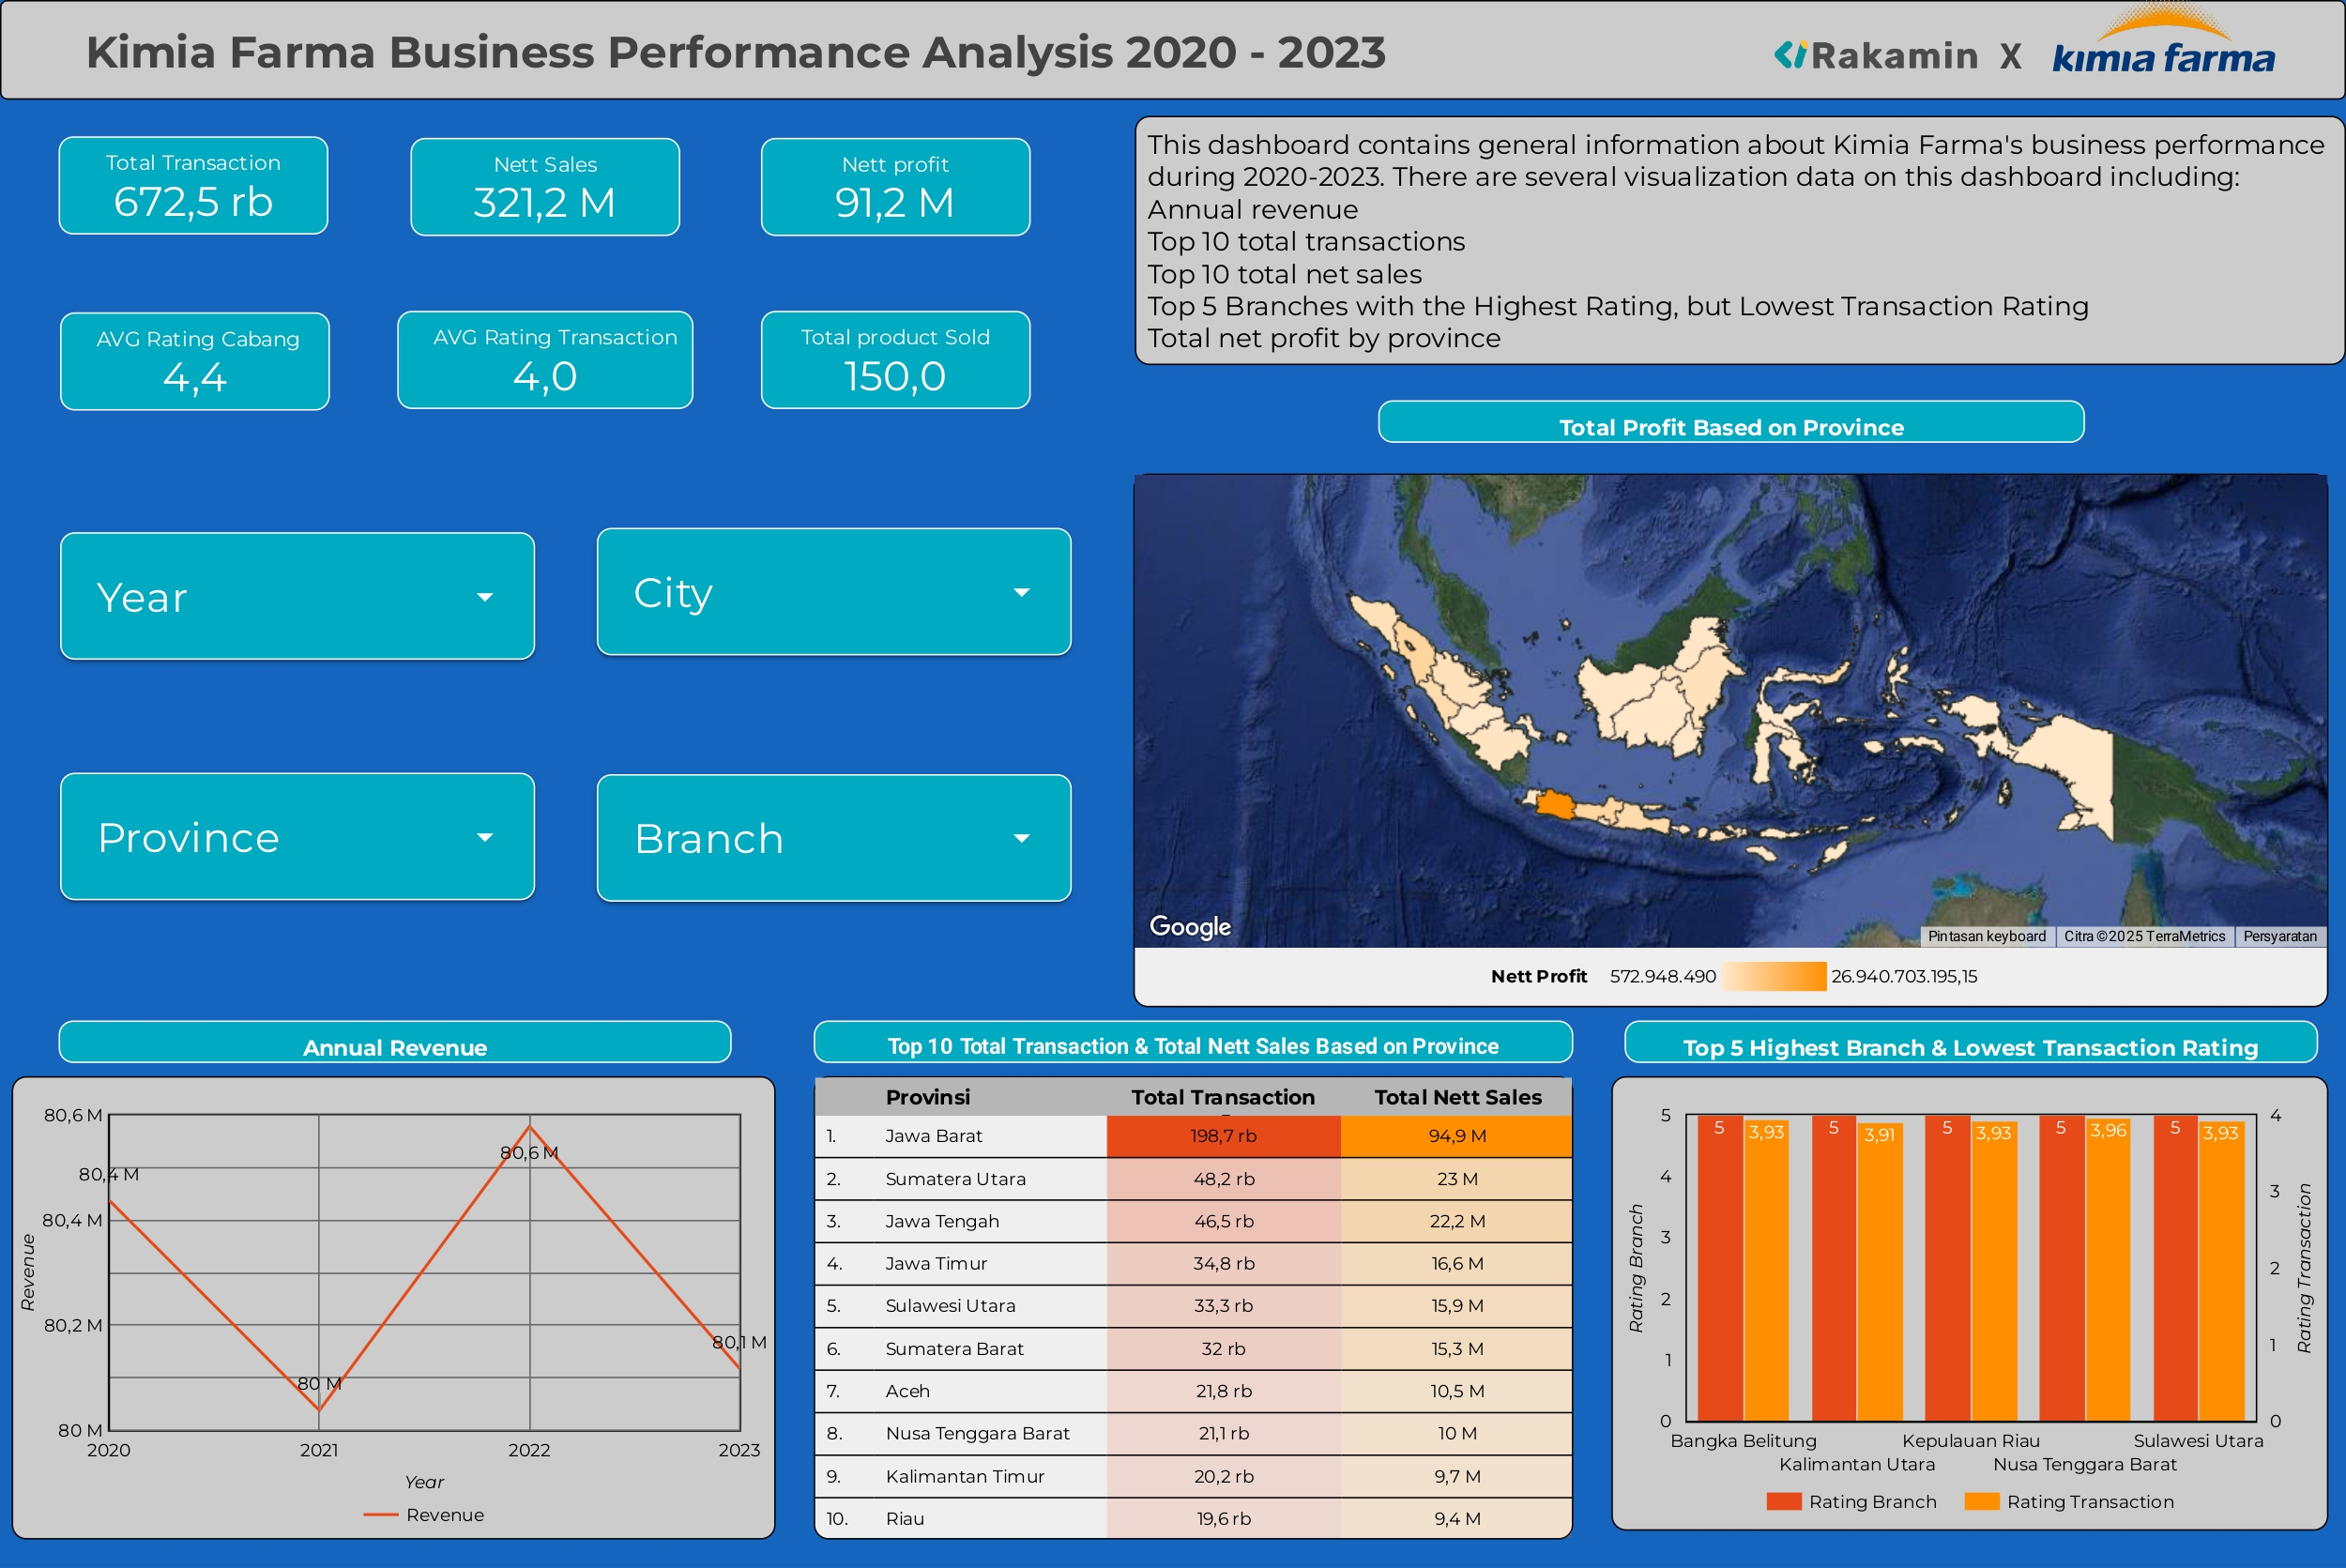 Kimia Farma Business Performance Analysis 2020 - 2023
Rakamin X kimia farma
Total Transaction
672,5 rb
Nett Sales
321,2 M
Nett profit
91,2 M
AVG Rating Cabang
4,4
AVG Rating Transaction
4,0
Total product Sold
150,0
This dashboard contains general information about Kimia Farma's business performance
during 2020-2023. There are several visualization data on this dashboard including:
Annual revenue
Top 10 total transactions
Top 10 total net sales
Top 5 Branches with the Highest Rating, but Lowest Transaction Rating
Total net profit by province
Year
City
Province
Branch
Total Profit Based on Province
Google
Pintasan keyboard
Citra ©2025 TerraMetrics
Persyaratan
Nett Profit 572.948.490 26.940.703.195,15
Annual Revenue
80,6 M
80,4 M
80,2 M
80 M
Revenue
80,4 M
80 M
80,6 M
80,1 M
2020 2021 2022 2023
Year
Revenue
Top 10 Total Transaction & Total Nett Sales Based on Province
Provinsi Total Transaction Total Nett Sales
1. Jawa Barat 198,7 rb 94,9 M
2. Sumatera Utara 48,2 rb 23 M
3. Jawa Tengah 46,5 rb 22,2 M
4. Jawa Timur 34,8 rb 16,6 M
5. Sulawesi Utara 33,3 rb 15,9 M
6. Sumatera Barat 32 rb 15,3 M
7. Aceh 21,8 rb 10,5 M
8. Nusa Tenggara Barat 21,1 rb 10 M
9. Kalimantan Timur 20,2 rb 9,7 M
10. Riau 19,6 rb 9,4 M
Top 5 Highest Branch & Lowest Transaction Rating
5
4
3
2
1
0
Rating Branch
5 3,93 5 3,91 5 3,93 5 3,96 5 3,93
4
3
2
1
0
Rating Transaction
Bangka Belitung Kepulauan Riau Sulawesi Utara
Kalimantan Utara Nusa Tenggara Barat
Rating Branch Rating Transaction